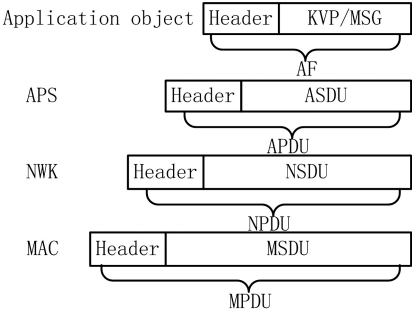 Application object Header KVP/MSG
AF
APS Header ASDU
APDU
NWK Header NSDU
NPDU
MAC Header MSDU
MPDU